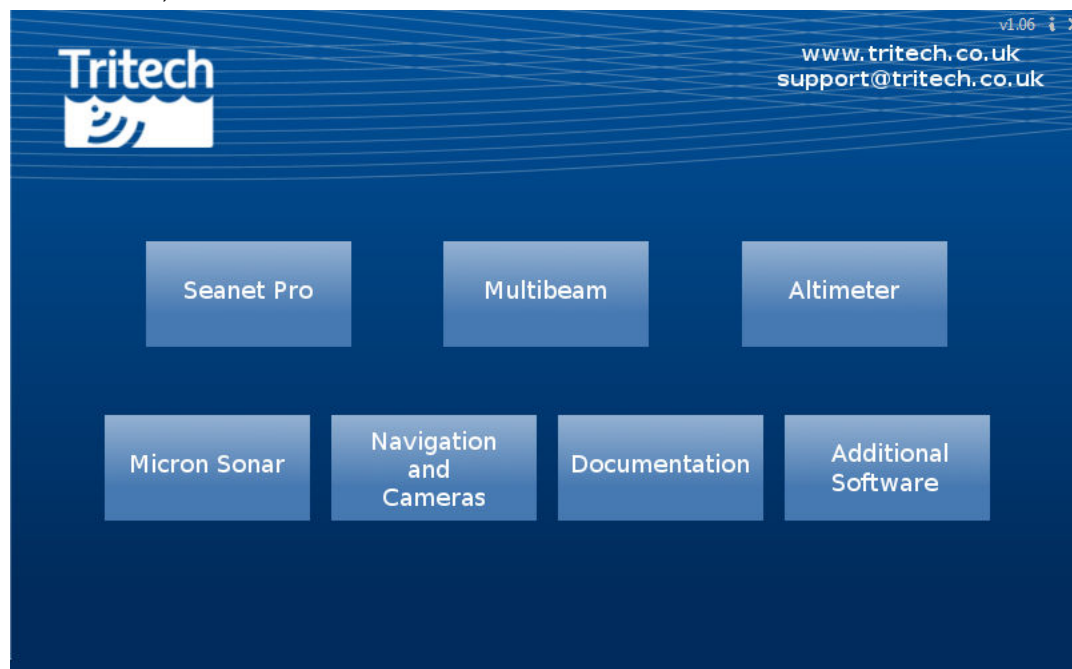 v1.06 i
Tritech
www.tritech.co.uk
support@tritech.co.uk
Seanet Pro
Multibeam
Altimeter
Micron Sonar
Navigation
and
Cameras
Documentation
Additional
Software